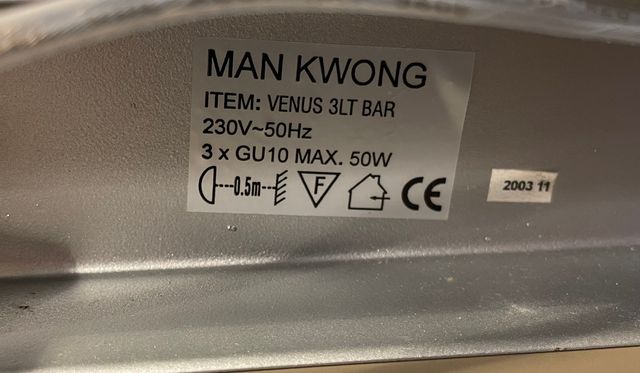 MAN KWONG
ITEM: VENUS 3LT BAR
230V~50Hz
3 x GU10 MAX. 50W
0.5m F CE
2003 11